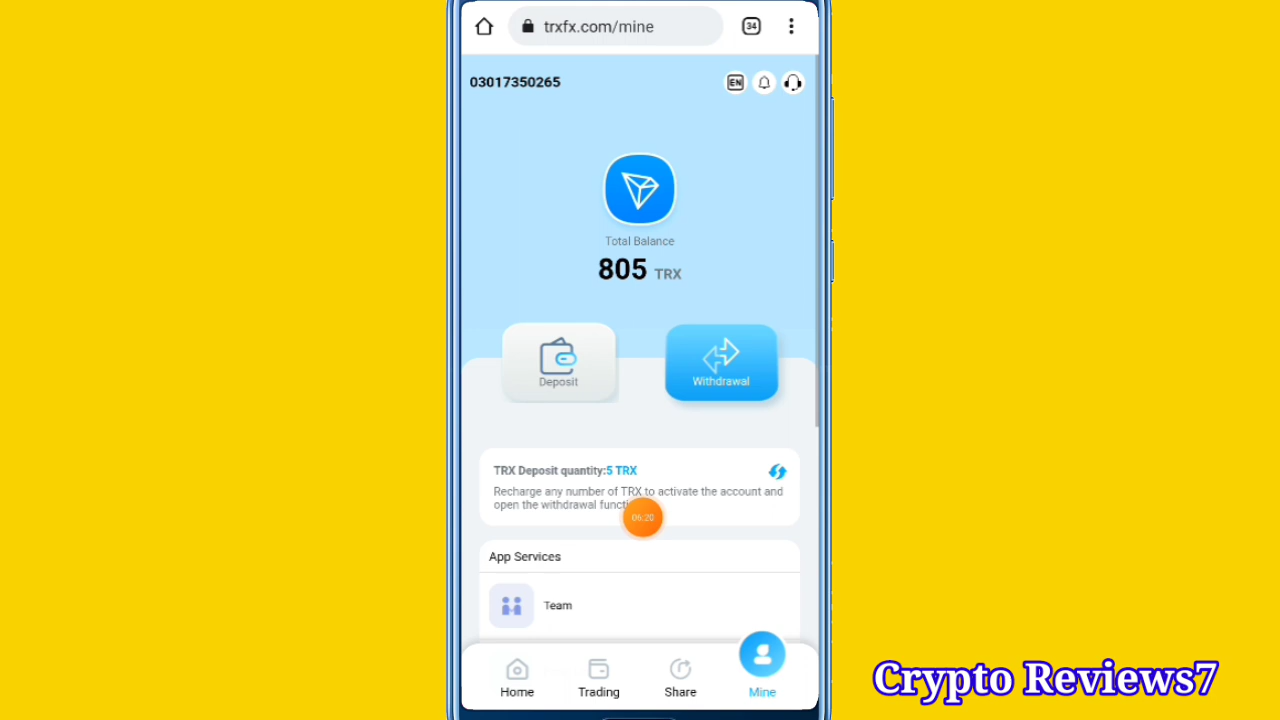 trxfx.com/mine
34
03017350265
EN
Total Balance
805 TRX
Deposit
Withdrawal
TRX Deposit quantity:5 TRX
Recharge any number of TRX to activate the account and
open the withdrawal functi
06:20
App Services
Team
Home
Trading
Share
Mine
Crypto Reviews7